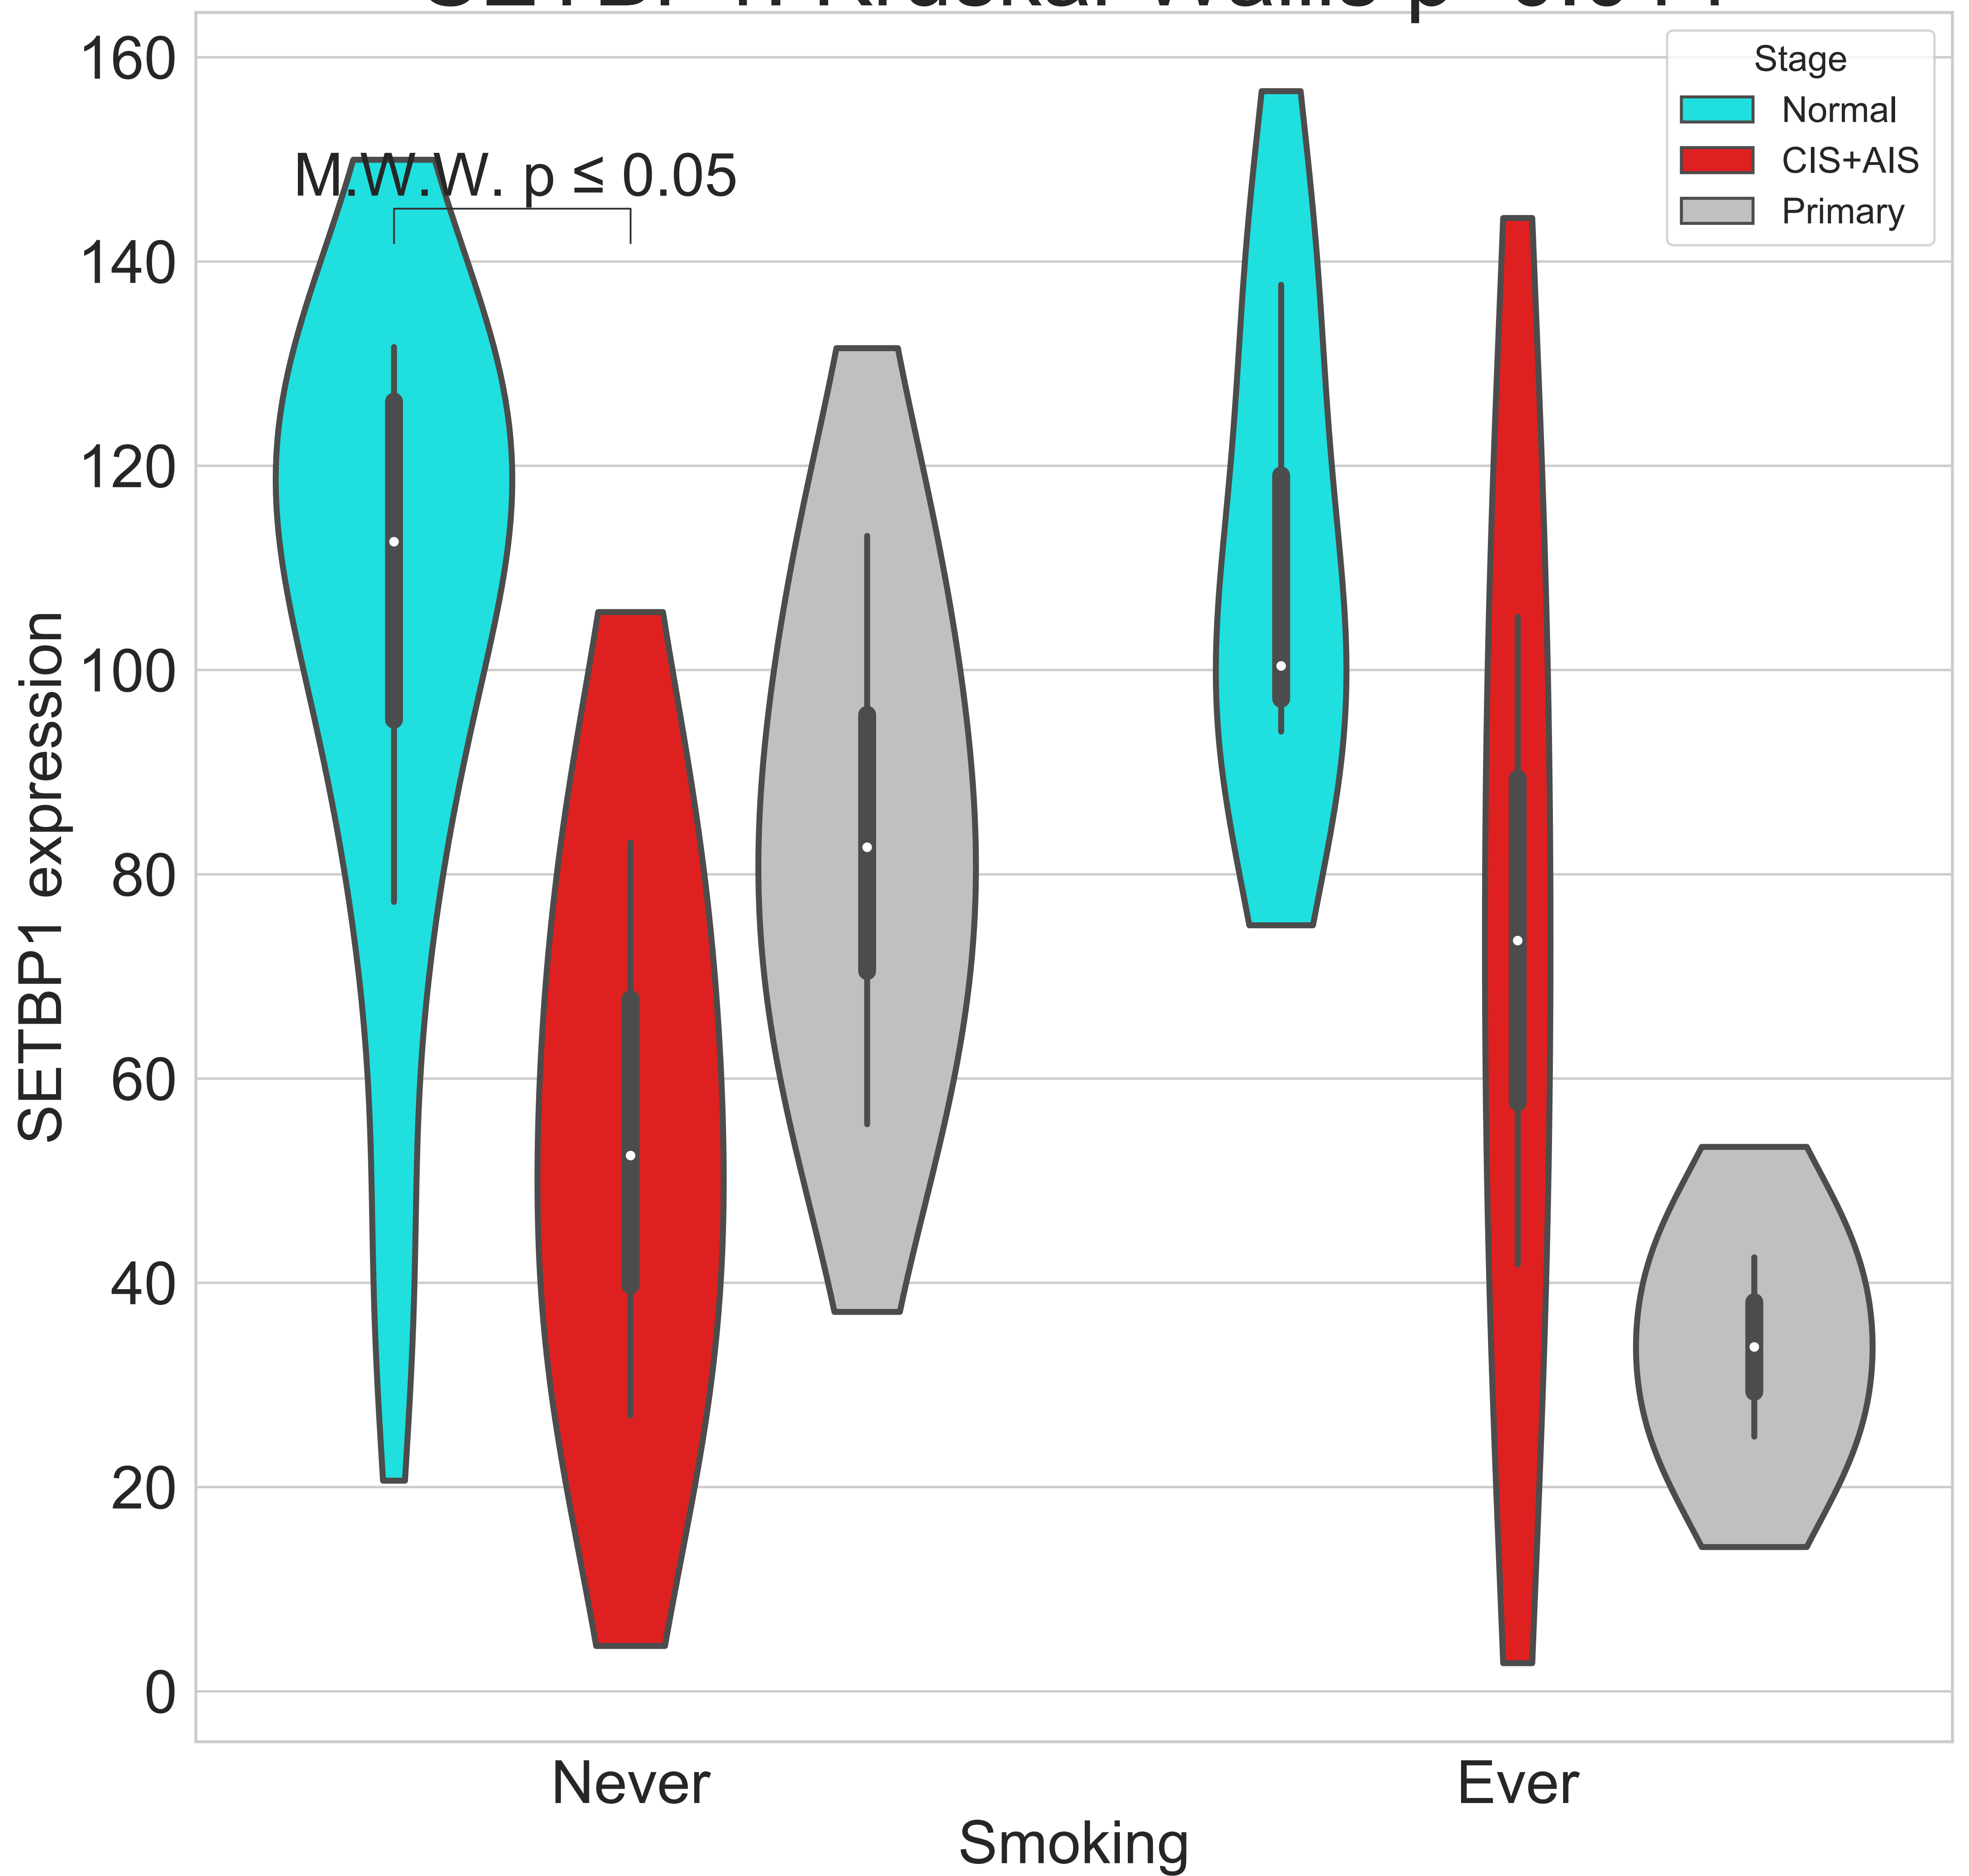 160
140
120
100
80
60
40
20
0
SETBP1 expression
M.W.W. p ≤ 0.05
Stage
Normal
CIS+AIS
Primary
Never
Ever
Smoking